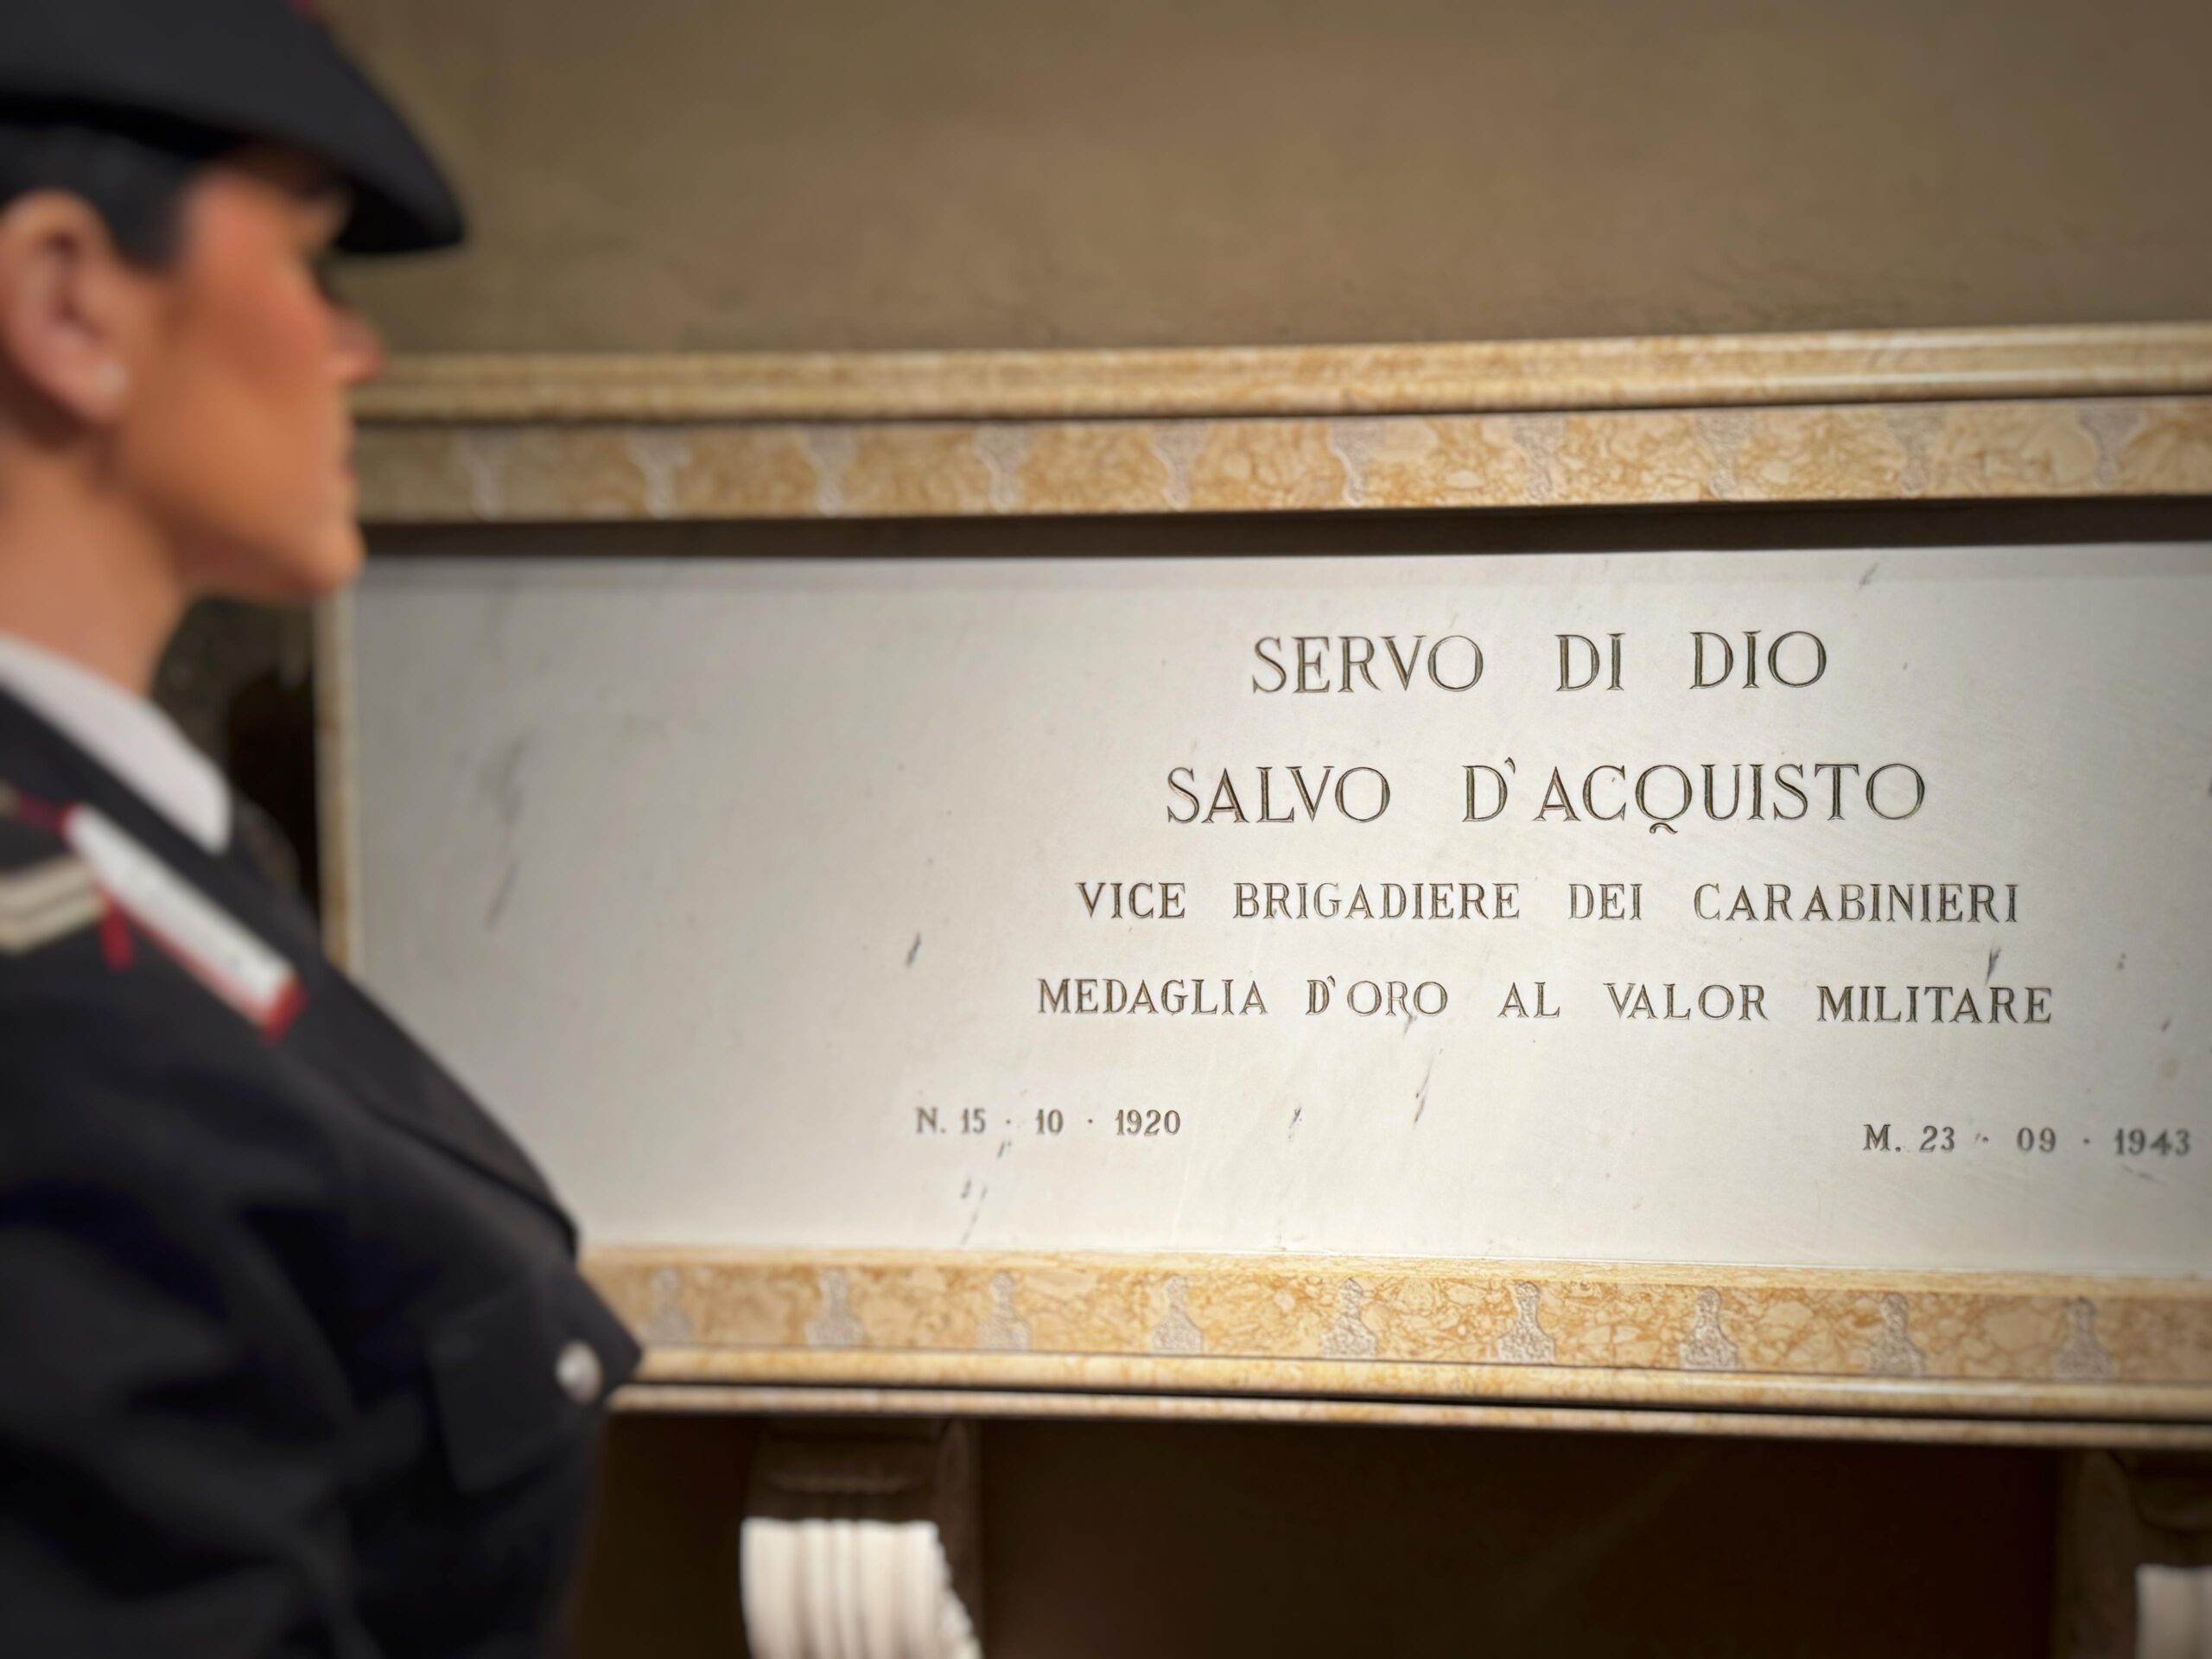 SERVO DI DIO
SALVO D'ACQUISTO
VICE BRIGADIERE DEI CARABINIERI
MEDAGLIA D'ORO AL VALOR MILITARE
N. 15 · 10 · 1920
M. 23 · 09 · 1943